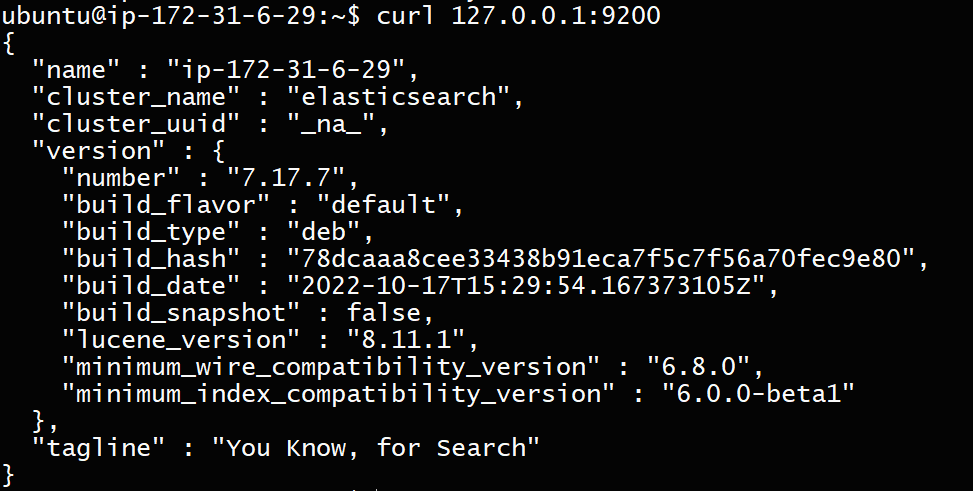 ubuntu@ip-172-31-6-29:~$ curl 127.0.0.1:9200
{
  "name" : "ip-172-31-6-29",
  "cluster_name" : "elasticsearch",
  "cluster_uuid" : "_na_",
  "version" : {
    "number" : "7.17.7",
    "build_flavor" : "default",
    "build_type" : "deb",
    "build_hash" : "78dcaaa8cee33438b91eca7f5c7f56a70fec9e80",
    "build_date" : "2022-10-17T15:29:54.167373105Z",
    "build_snapshot" : false,
    "lucene_version" : "8.11.1",
    "minimum_wire_compatibility_version" : "6.8.0",
    "minimum_index_compatibility_version" : "6.0.0-beta1"
  },
  "tagline" : "You Know, for Search"
}